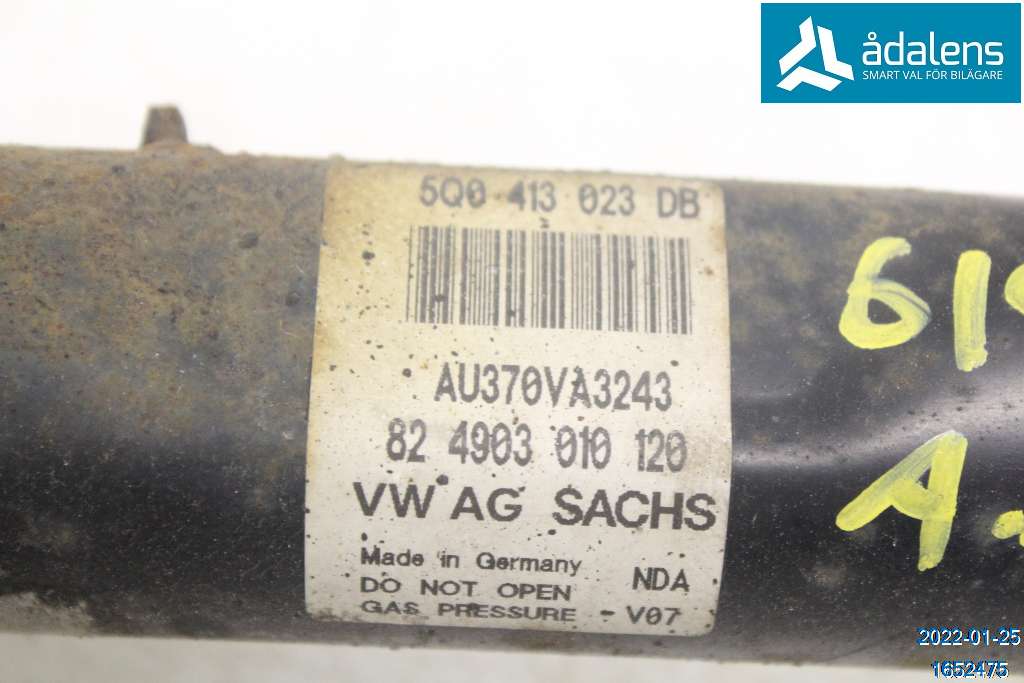 ådalens
SMART VAL FÖR BILÄGARE
5Q0 413 023 DB
AU370VA3243
82 4903 010 120
VW AG SACHS
Made in Germany
NDA
DO NOT OPEN
GAS PRESSURE - V07
61
A.
2022-01-25
1652475